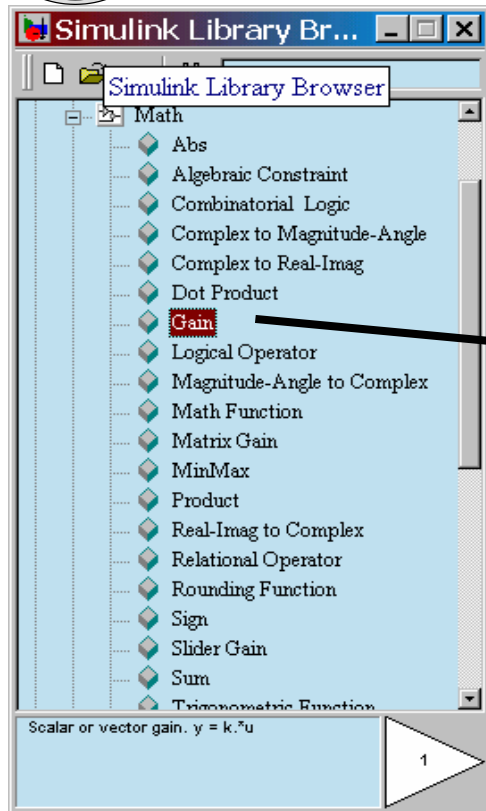 Simulink Library Br...
Simulink Library Browser
Math
Abs
Algebraic Constraint
Combinatorial Logic
Complex to Magnitude-Angle
Complex to Real-Imag
Dot Product
Gain
Logical Operator
Magnitude-Angle to Complex
Math Function
Matrix Gain
MinMax
Product
Real-Imag to Complex
Relational Operator
Rounding Function
Sign
Slider Gain
Sum
Trigonometric Function
Scalar or vector gain. y = k.*u
1